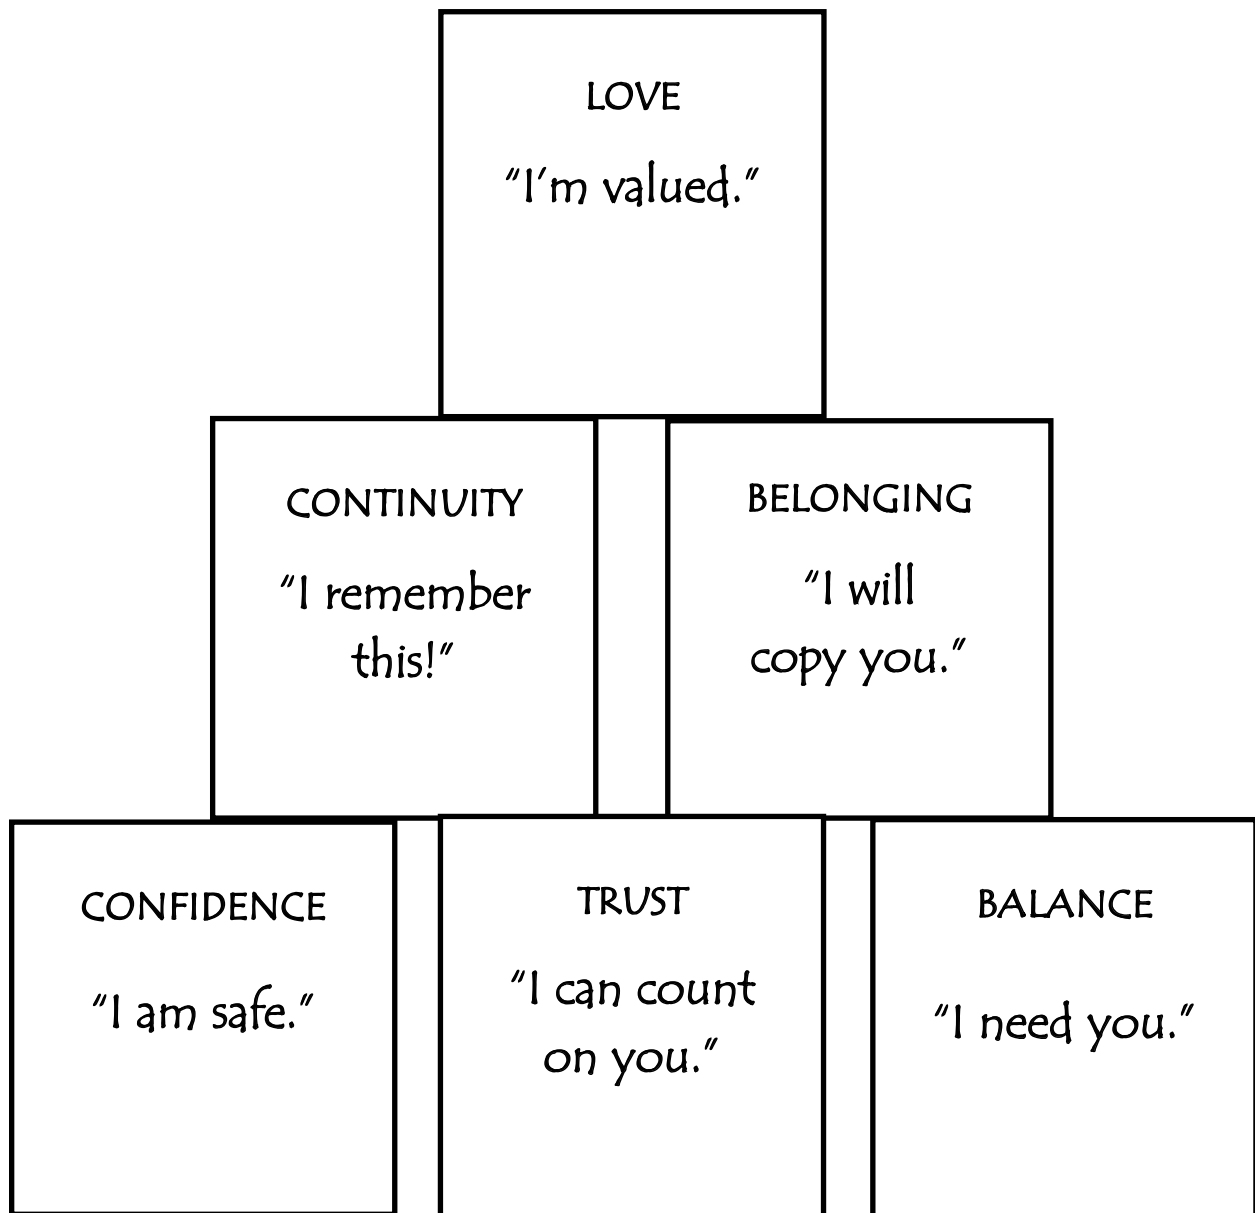 LOVE
“I’m valued.”
CONTINUITY
“I remember
this!”
BELONGING
“I will
copy you.”
CONFIDENCE
“I am safe.”
TRUST
“I can count
on you.”
BALANCE
“I need you.”